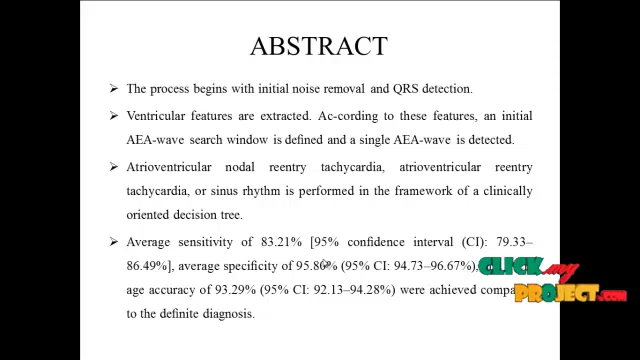 ABSTRACT
➢ The process begins with initial noise removal and QRS detection.
➢ Ventricular features are extracted. Ac-cording to these features, an initial
AEA-wave search window is defined and a single AEA-wave is detected.
➢ Atrioventricular nodal reentry tachycardia, atrioventricular reentry
tachycardia, or sinus rhythm is performed in the framework of a clinically
oriented decision tree.
➢ Average sensitivity of 83.21% [95% confidence interval (CI): 79.33–
86.49%], average specificity of 95.80% (95% CI: 94.73–96.67%),
age accuracy of 93.29% (95% CI: 92.13–94.28%) were achieved
to the definite diagnosis.
CLICK my
PROJECT.COM